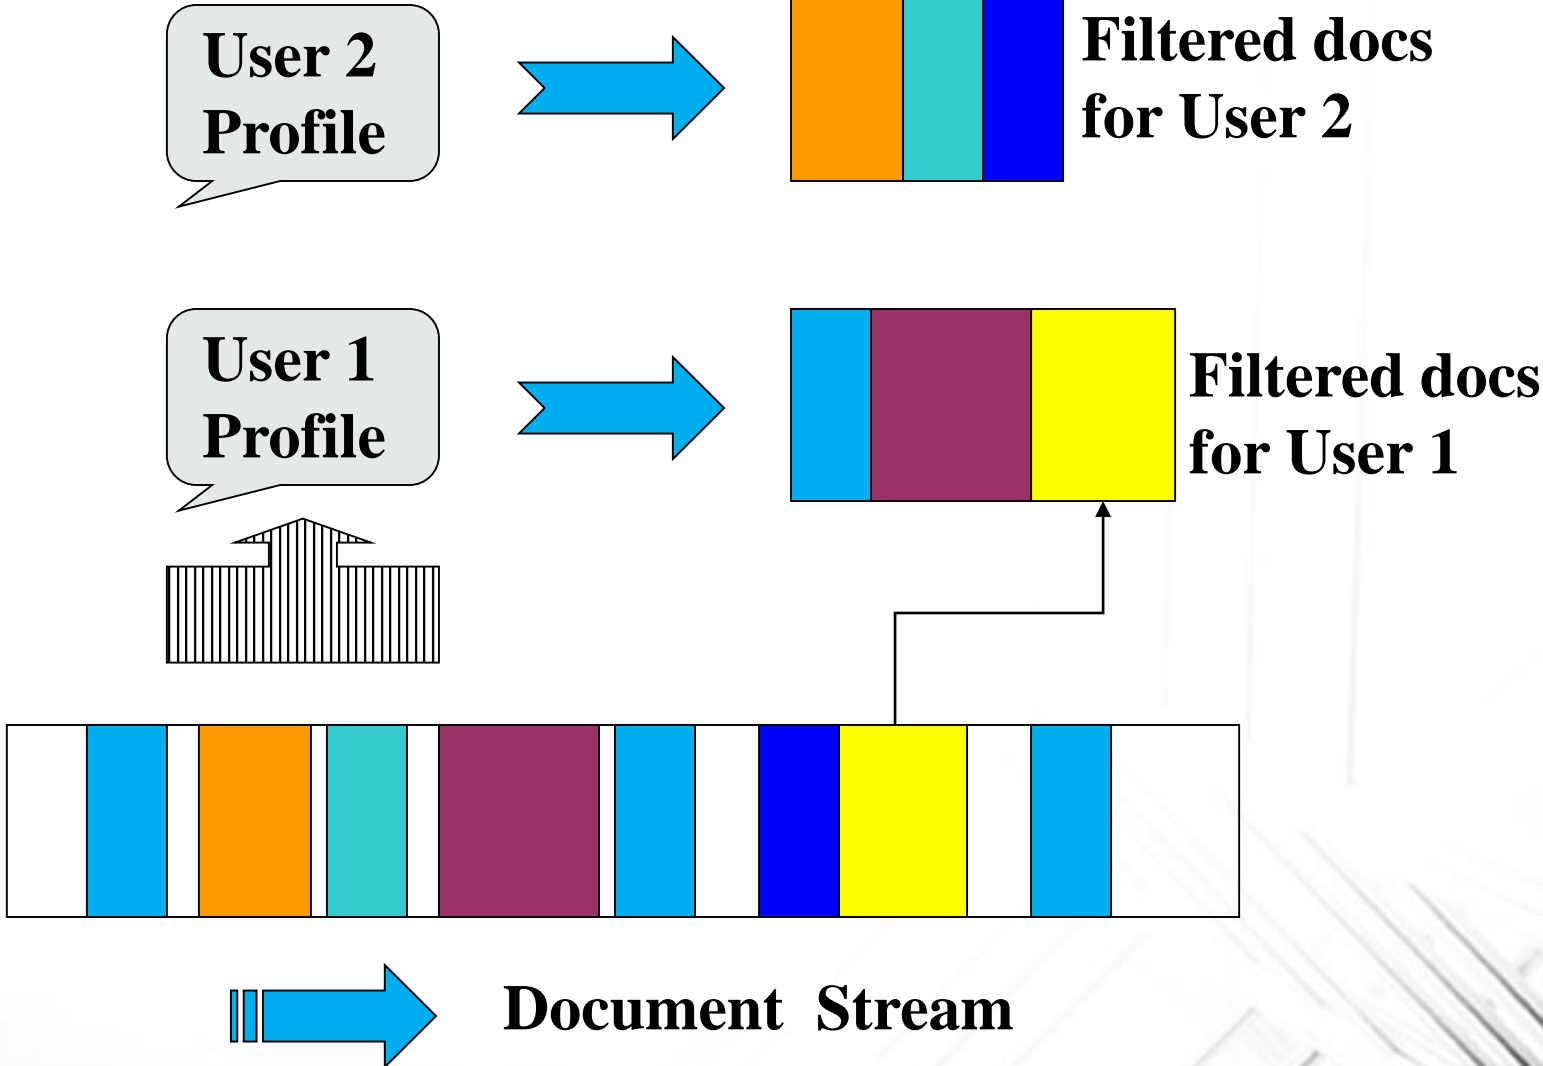 User 2
Profile
Filtered docs
for User 2
User 1
Profile
Filtered docs
for User 1
Document Stream